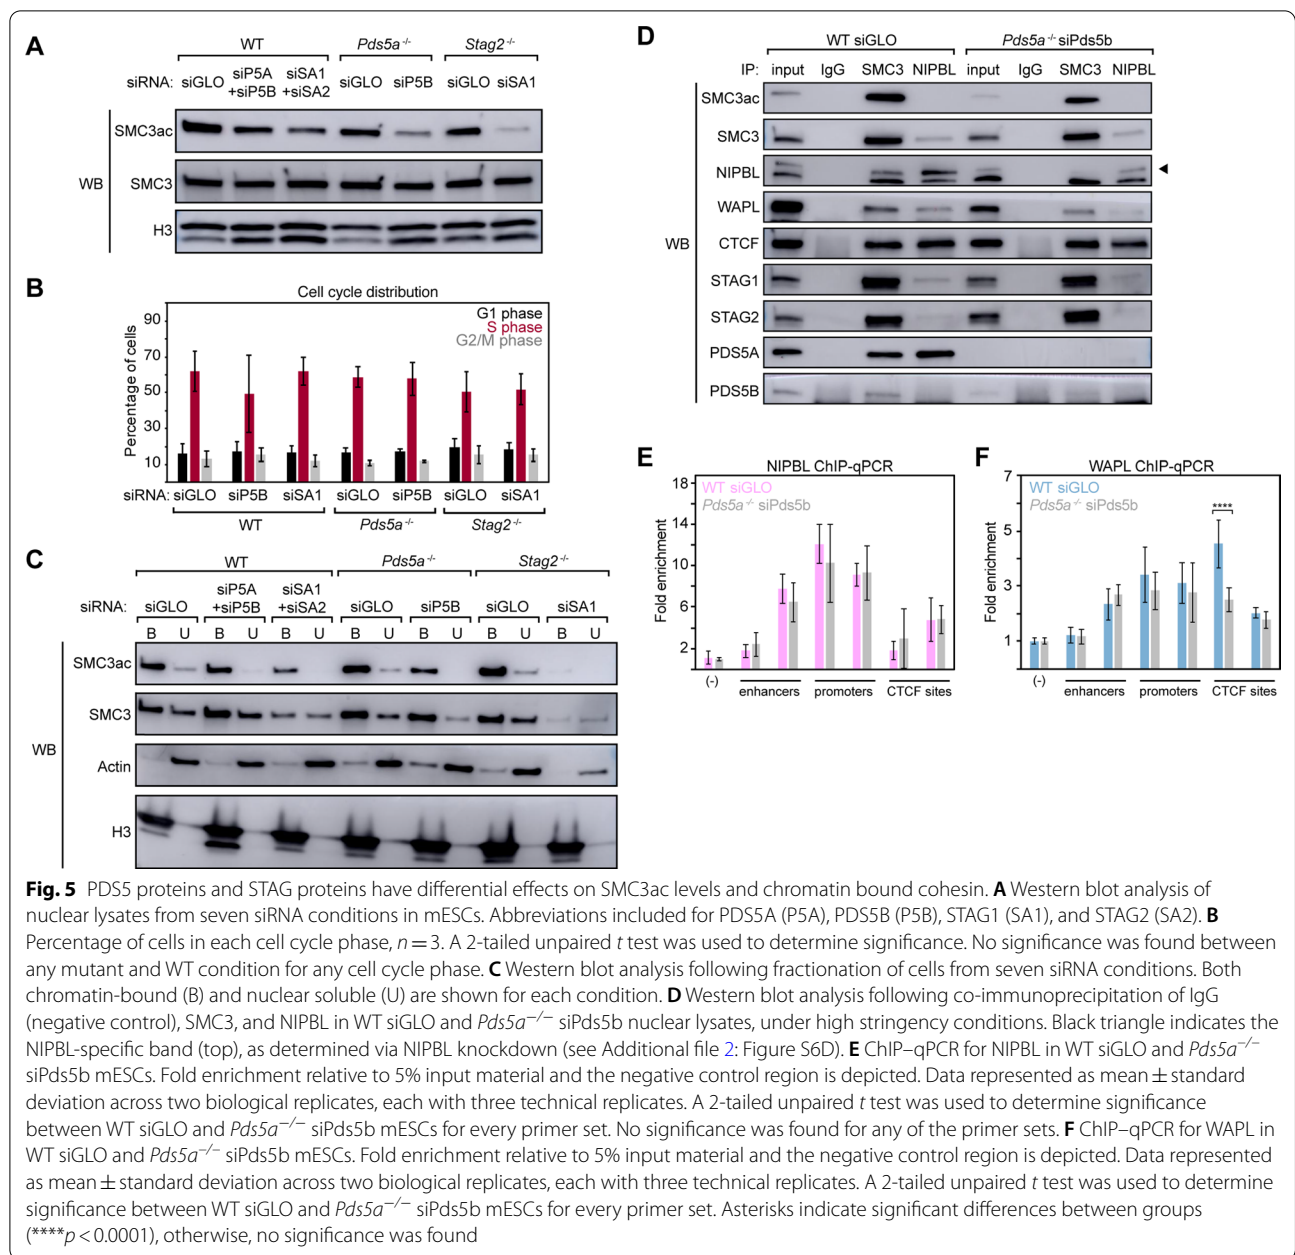 A
WT
Pds5a -/-
Stag2 -/-
siRNA: siGLO siP5A +siP5B siSA1 +siSA2 siGLO siP5B siGLO siSA1
WB
SMC3ac
SMC3
H3
B
Cell cycle distribution
G1 phase
S phase
G2/M phase
Percentage of cells
90
70
50
30
10
siRNA: siGLO siP5B siSA1 siGLO siP5B siGLO siSA1
WT Pds5a -/- Stag2 -/-
C
WT Pds5a -/- Stag2 -/-
siRNA: siGLO siP5A +siP5B siSA1 +siSA2 siGLO siP5B siGLO siSA1
B U B U B U B U B U B U B U
WB
SMC3ac
SMC3
Actin
H3
D
WT siGLO Pds5a -/- siPds5b
IP: input IgG SMC3 NIPBL input IgG SMC3 NIPBL
WB
SMC3ac
SMC3
NIPBL
WAPL
CTCF
STAG1
STAG2
PDS5A
PDS5B
E
NIPBL ChIP-qPCR
WT siGLO
Pds5a -/- siPds5b
Fold enrichment
18
14
10
6
2
(-) enhancers promoters CTCF sites
F
WAPL ChIP-qPCR
WT siGLO
Pds5a -/- siPds5b
****
Fold enrichment
7
5
3
1
(-) enhancers promoters CTCF sites
Fig. 5 PDS5 proteins and STAG proteins have differential effects on SMC3ac levels and chromatin bound cohesin. A Western blot analysis of
nuclear lysates from seven siRNA conditions in mESCs. Abbreviations included for PDS5A (P5A), PDS5B (P5B), STAG1 (SA1), and STAG2 (SA2). B
Percentage of cells in each cell cycle phase, n = 3. A 2-tailed unpaired t test was used to determine significance. No significance was found between
any mutant and WT condition for any cell cycle phase. C Western blot analysis following fractionation of cells from seven siRNA conditions. Both
chromatin-bound (B) and nuclear soluble (U) are shown for each condition. D Western blot analysis following co-immunoprecipitation of IgG
(negative control), SMC3, and NIPBL in WT siGLO and Pds5a−/− siPds5b nuclear lysates, under high stringency conditions. Black triangle indicates the
NIPBL-specific band (top), as determined via NIPBL knockdown (see Additional file 2: Figure S6D). E ChIP–qPCR for NIPBL in WT siGLO and Pds5a−/−
siPds5b mESCs. Fold enrichment relative to 5% input material and the negative control region is depicted. Data represented as mean ± standard
deviation across two biological replicates, each with three technical replicates. A 2-tailed unpaired t test was used to determine significance
between WT siGLO and Pds5a−/− siPds5b mESCs for every primer set. No significance was found for any of the primer sets. F ChIP–qPCR for WAPL in
WT siGLO and Pds5a−/− siPds5b mESCs. Fold enrichment relative to 5% input material and the negative control region is depicted. Data represented
as mean ± standard deviation across two biological replicates, each with three technical replicates. A 2-tailed unpaired t test was used to determine
significance between WT siGLO and Pds5a−/− siPds5b mESCs for every primer set. Asterisks indicate significant differences between groups
(****p < 0.0001), otherwise, no significance was found